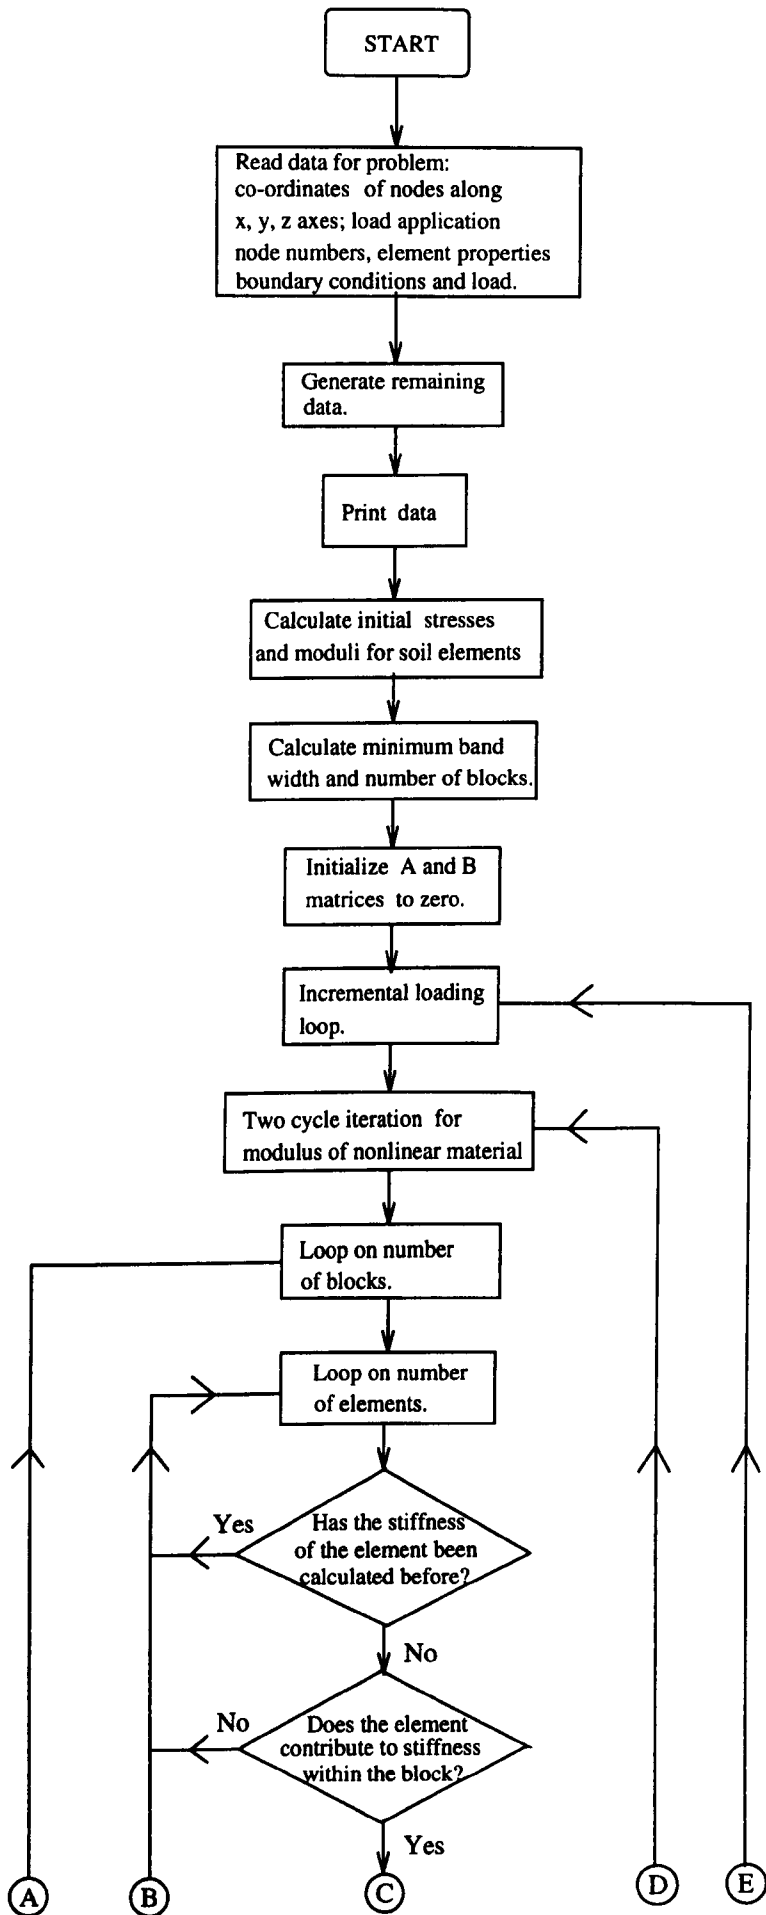 START
Read data for problem:
co-ordinates of nodes along
x, y, z axes; load application
node numbers, element properties
boundary conditions and load.
Generate remaining
data.
Print data
Calculate initial stresses
and moduli for soil elements
Calculate minimum band
width and number of blocks.
Initialize A and B
matrices to zero.
Incremental loading
loop.
Two cycle iteration for
modulus of nonlinear material
Loop on number
of blocks.
Loop on number
of elements.
Yes
Has the stiffness
of the element been
calculated before?
No
No
Does the element
contribute to stiffness
within the block?
Yes
A
B
C
D
E